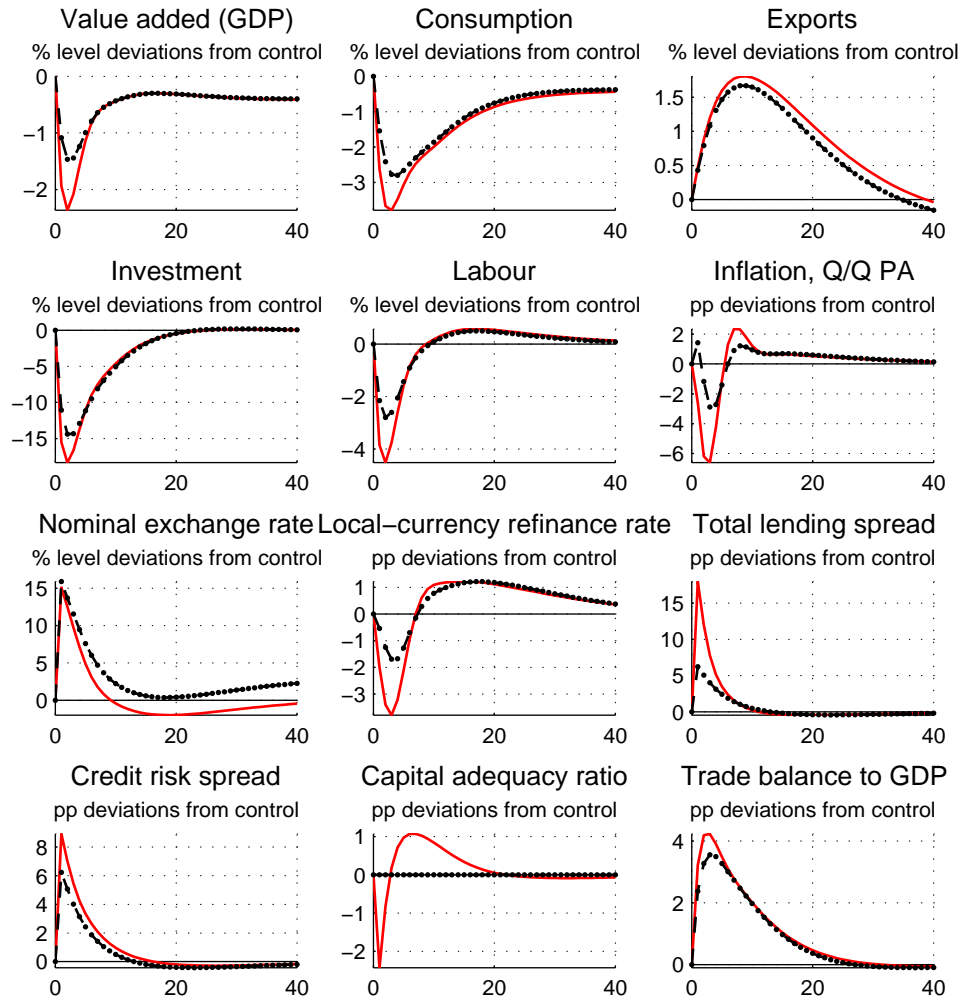 Value added (GDP) Consumption Exports
% level deviations from control % level deviations from control % level deviations from control
0 0
1.5
−1
−1 1
−2
0.5
−3
−2 0
0 20 40 0 20 40 0 20 40
Investment Labour Inflation, Q/Q PA
% level deviations from control % level deviations from control pp deviations from control
0 0 2
−5 0
−2 −2
−10
−4
−15 −4 −6
0 20 40 0 20 40 0 20 40
Nominal exchange rate Local−currency refinance rate Total lending spread
% level deviations from control pp deviations from control pp deviations from control
15 1 15
10 0 10
−1
5 5
−2
0 −3 0
0 20 40 0 20 40 0 20 40
Credit risk spread Capital adequacy ratio Trade balance to GDP
pp deviations from control pp deviations from control pp deviations from control
8 1 4
6 0
4 2
−1
2
0 −2 0
0 20 40 0 20 40 0 20 40